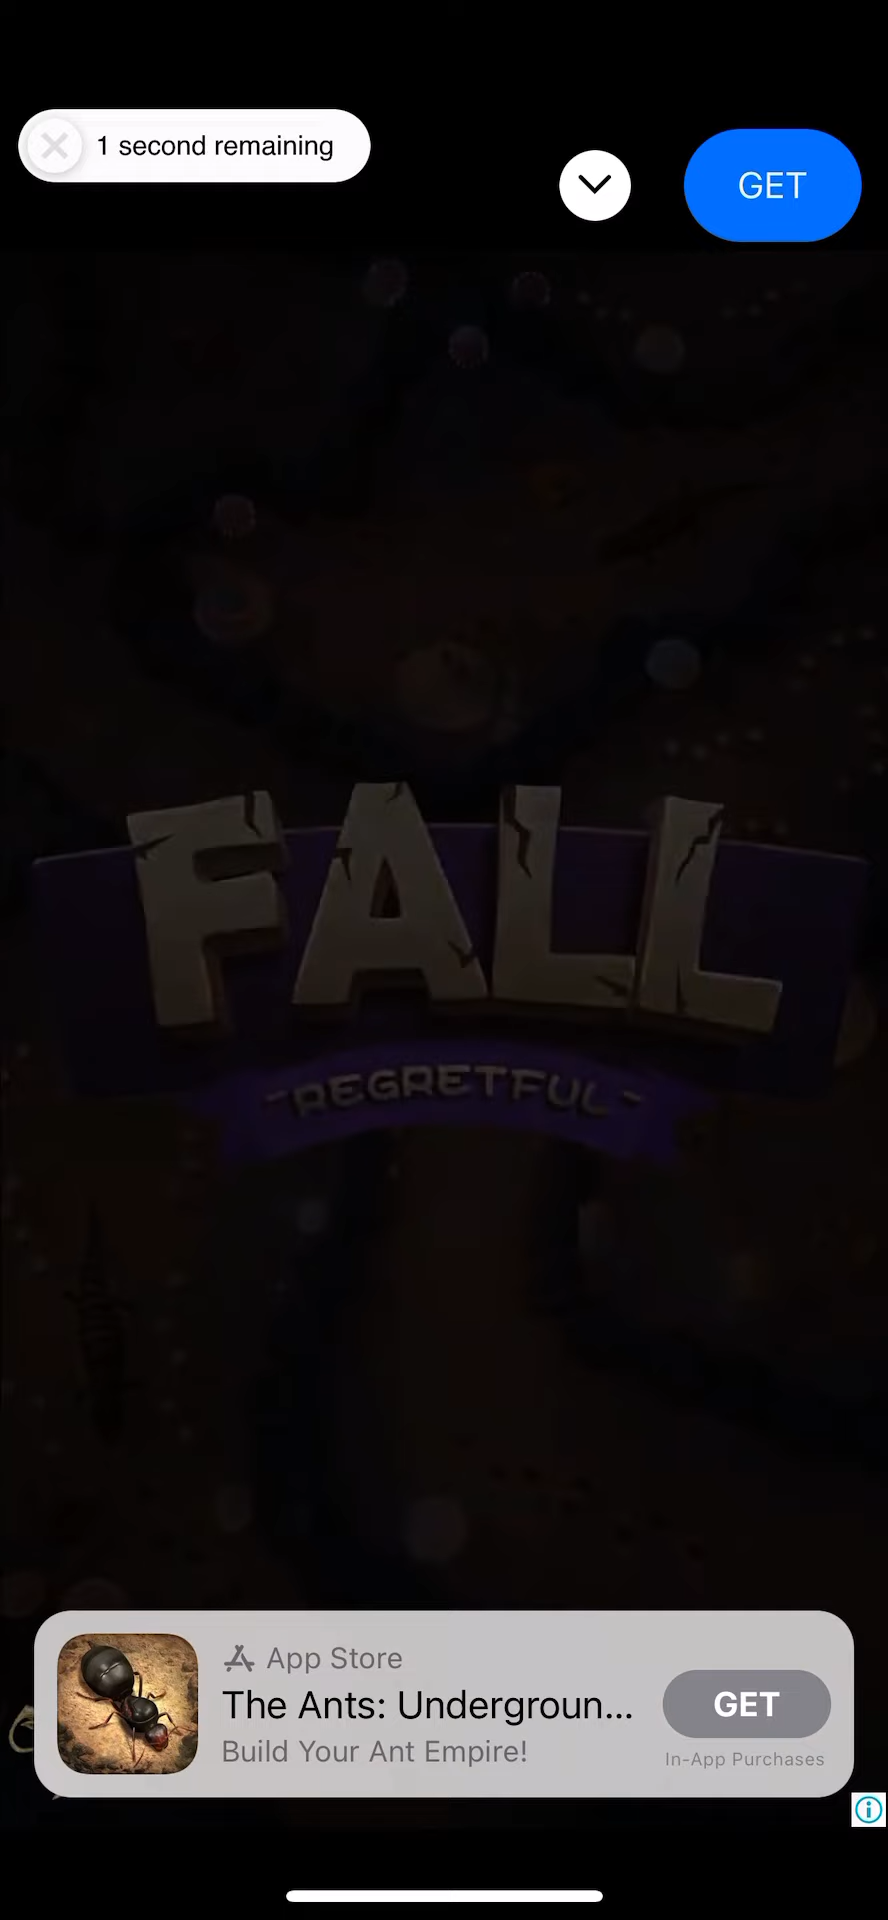 1 second remaining
GET
FALL
-REGRETFUL-
App Store
The Ants: Undergroun...
GET
Build Your Ant Empire!
In-App Purchases